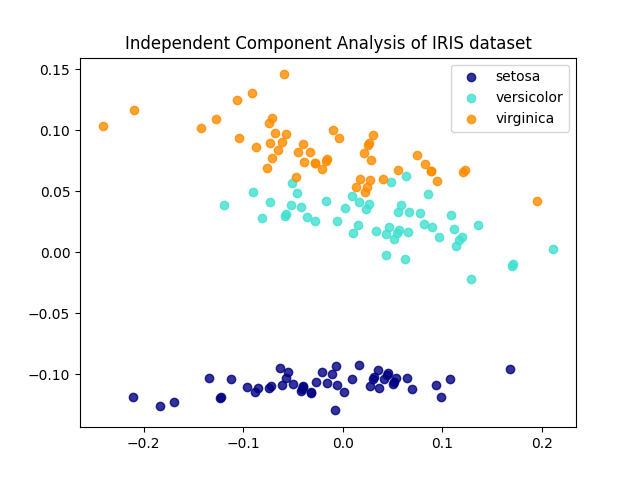 Independent Component Analysis of IRIS dataset
setosa
versicolor
virginica
0.15
0.10
0.05
0.00
−0.05
−0.10
−0.2 −0.1 0.0 0.1 0.2